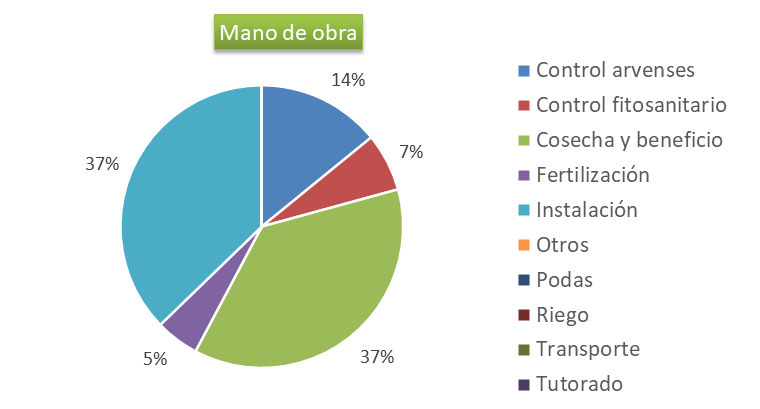 Mano de obra
14%
7%
37%
5%
37%
Control arvenses
Control fitosanitario
Cosecha y beneficio
Fertilización
Instalación
Otros
Podas
Riego
Transporte
Tutorado